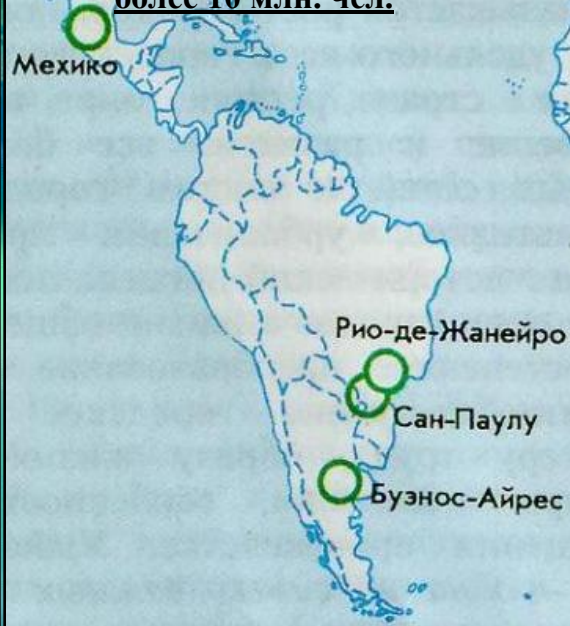 более 10 млн. чел.
Мехико
Рио-де-Жанейро
Сан-Паулу
Буэнос-Айрес